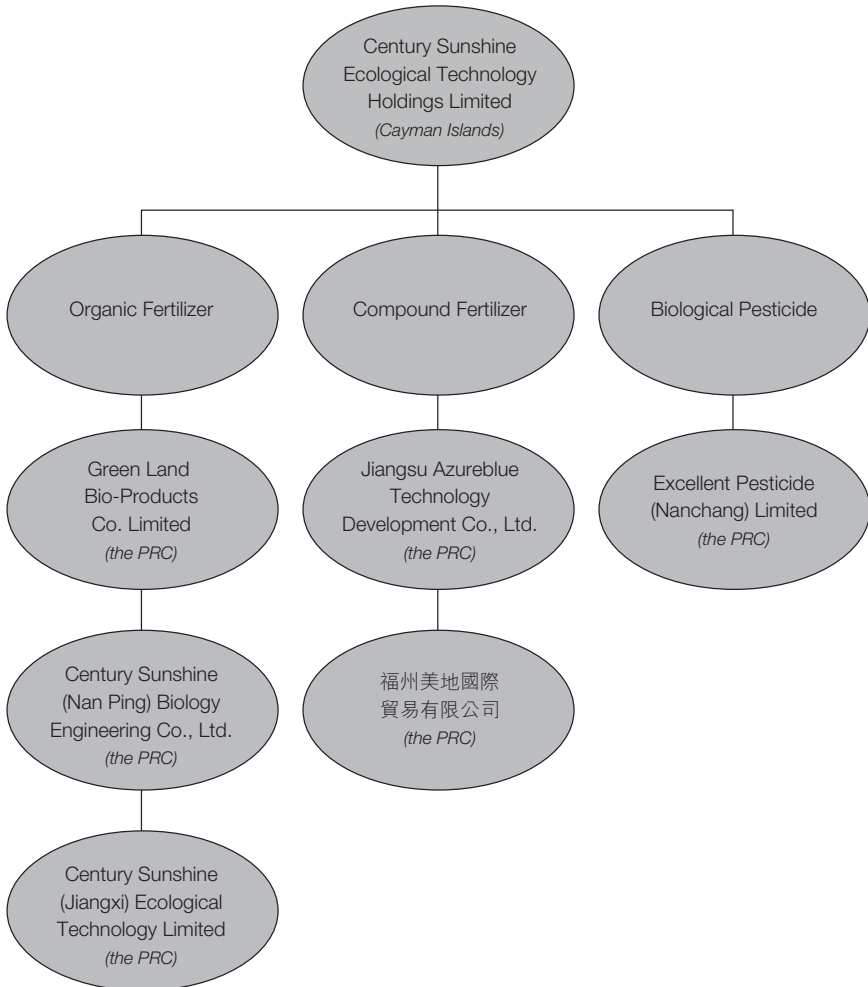 Century Sunshine
Ecological Technology
Holdings Limited
(Cayman Islands)
Organic Fertilizer
Compound Fertilizer
Biological Pesticide
Green Land
Bio-Products
Co. Limited
(the PRC)
Jiangsu Azureblue
Technology
Development Co., Ltd.
(the PRC)
Excellent Pesticide
(Nanchang) Limited
(the PRC)
Century Sunshine
(Nan Ping) Biology
Engineering Co., Ltd.
(the PRC)
福州美地國際
貿易有限公司
(the PRC)
Century Sunshine
(Jiangxi) Ecological
Technology Limited
(the PRC)